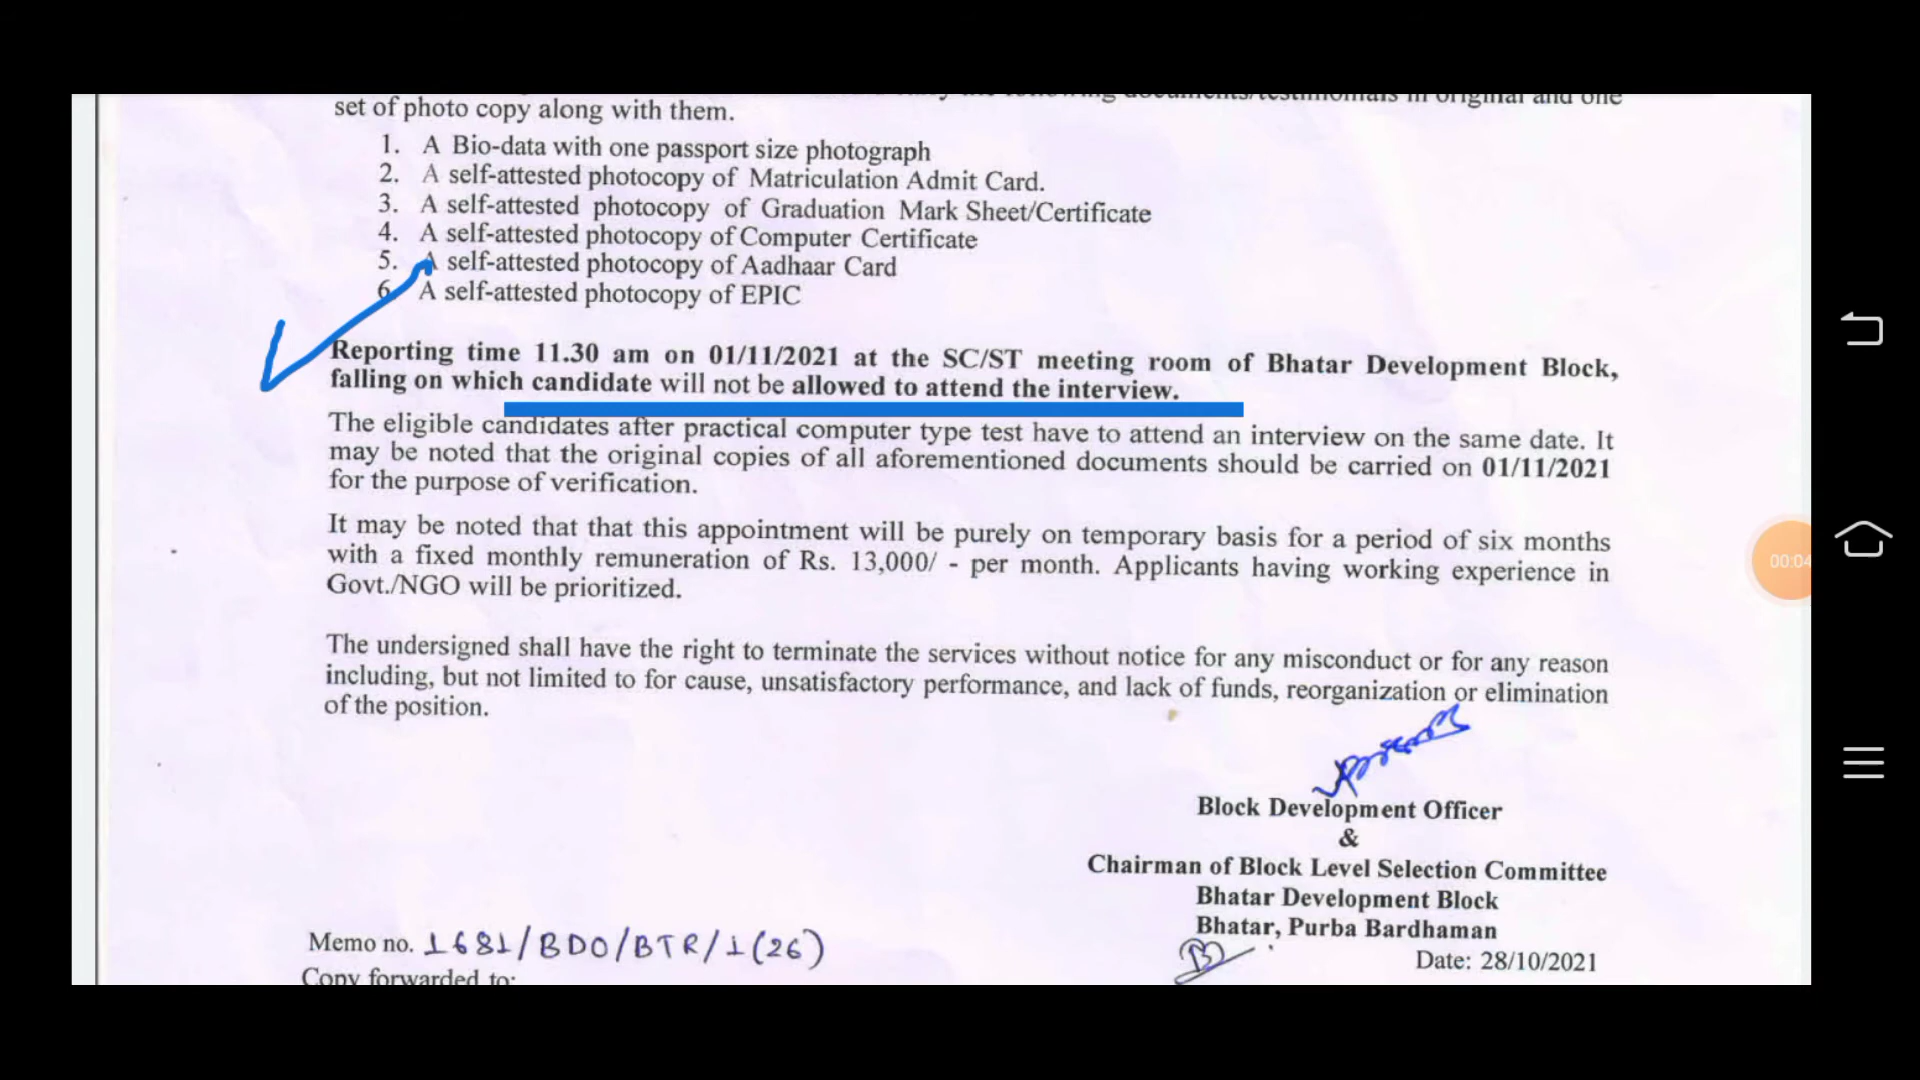 the following documents/testimonials in original and one
set of photo copy along with them.
1. A Bio-data with one passport size photograph
2. A self-attested photocopy of Matriculation Admit Card.
3. A self-attested photocopy of Graduation Mark Sheet/Certificate
4. A self-attested photocopy of Computer Certificate
5. A self-attested photocopy of Aadhaar Card
6. A self-attested photocopy of EPIC
Reporting time 11.30 am on 01/11/2021 at the SC/ST meeting room of Bhatar Development Block,
falling on which candidate will not be allowed to attend the interview.
The eligible candidates after practical computer type test have to attend an interview on the same date. It
may be noted that the original copies of all aforementioned documents should be carried on 01/11/2021
for the purpose of verification.
It may be noted that that this appointment will be purely on temporary basis for a period of six months
with a fixed monthly remuneration of Rs. 13,000/ - per month. Applicants having working experience in
Govt./NGO will be prioritized.
The undersigned shall have the right to terminate the services without notice for any misconduct or for any reason
including, but not limited to for cause, unsatisfactory performance, and lack of funds, reorganization or elimination
of the position.
Block Development Officer
&
Chairman of Block Level Selection Committee
Bhatar Development Block
Bhatar, Purba Bardhaman
Memo no. 1681/BDO/BTR/1(26)
Date: 28/10/2021
Copy forwarded to:
00:04